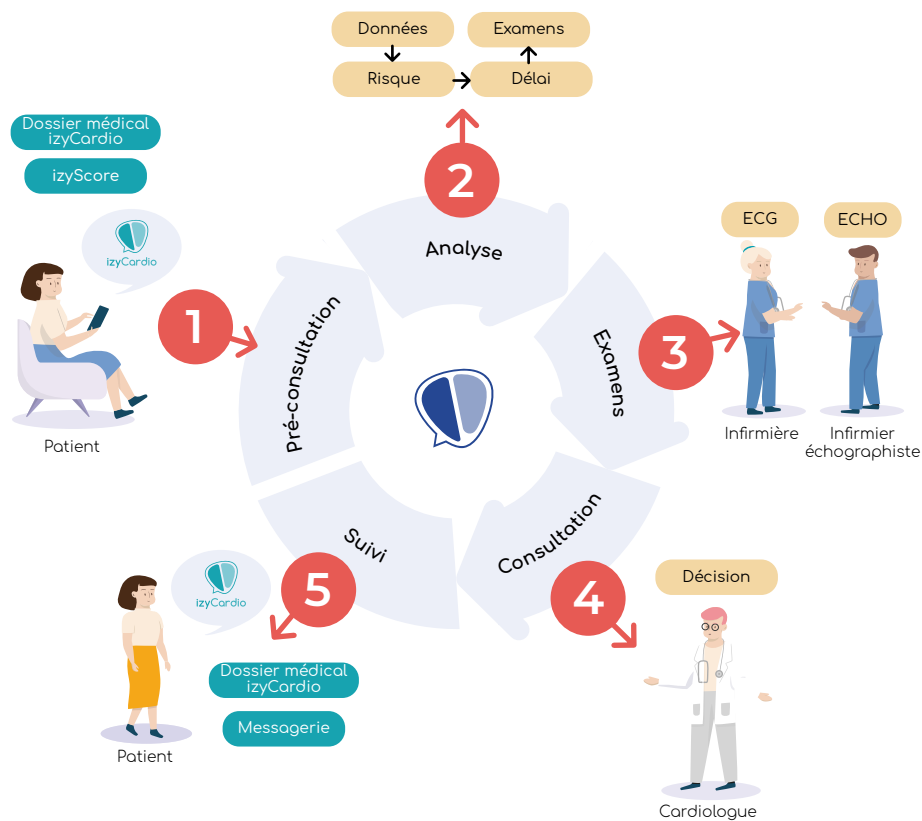 Données
Examens
Risque
Délai
Dossier médical
izyCardio
izyScore
izyCardio
1
Patient
Pré-consultation
2
Analyse
3
Examens
ECG
ECHO
Infirmière
Infirmier
échographiste
4
Consultation
Décision
Cardiologue
5
Suivi
izyCardio
Dossier médical
izyCardio
Messagerie
Patient